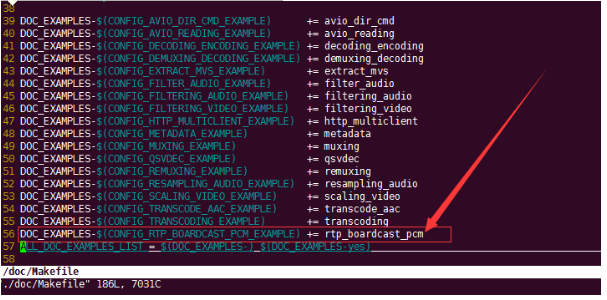 38
39 DOC_EXAMPLES-$(CONFIG_AVIO_DIR_CMD_EXAMPLE) += avio_dir_cmd
40 DOC_EXAMPLES-$(CONFIG_AVIO_READING_EXAMPLE) += avio_reading
41 DOC_EXAMPLES-$(CONFIG_DECODING_ENCODING_EXAMPLE) += decoding_encoding
42 DOC_EXAMPLES-$(CONFIG_DEMUXING_DECODING_EXAMPLE) += demuxing_decoding
43 DOC_EXAMPLES-$(CONFIG_EXTRACT_MVS_EXAMPLE) += extract_mvs
44 DOC_EXAMPLES-$(CONFIG_FILTER_AUDIO_EXAMPLE) += filter_audio
45 DOC_EXAMPLES-$(CONFIG_FILTERING_AUDIO_EXAMPLE) += filtering_audio
46 DOC_EXAMPLES-$(CONFIG_FILTERING_VIDEO_EXAMPLE) += filtering_video
47 DOC_EXAMPLES-$(CONFIG_HTTP_MULTICLIENT_EXAMPLE) += http_multiclient
48 DOC_EXAMPLES-$(CONFIG_METADATA_EXAMPLE) += metadata
49 DOC_EXAMPLES-$(CONFIG_MUXING_EXAMPLE) += muxing
50 DOC_EXAMPLES-$(CONFIG_QSVDEC_EXAMPLE) += qsvdec
51 DOC_EXAMPLES-$(CONFIG_REMUXING_EXAMPLE) += remuxing
52 DOC_EXAMPLES-$(CONFIG_RESAMPLING_AUDIO_EXAMPLE) += resampling_audio
53 DOC_EXAMPLES-$(CONFIG_SCALING_VIDEO_EXAMPLE) += scaling_video
54 DOC_EXAMPLES-$(CONFIG_TRANSCODE_AAC_EXAMPLE) += transcode_aac
55 DOC_EXAMPLES-$(CONFIG_TRANSCODING_EXAMPLE) += transcoding
56 DOC_EXAMPLES-$(CONFIG_RTP_BOARDCAST_PCM_EXAMPLE) += rtp_boardcast_pcm
57 ALL_DOC_EXAMPLES_LIST = $(DOC_EXAMPLES-) $(DOC_EXAMPLES-yes)
58
/doc/Makefile
"./doc/Makefile" 186L, 7031C